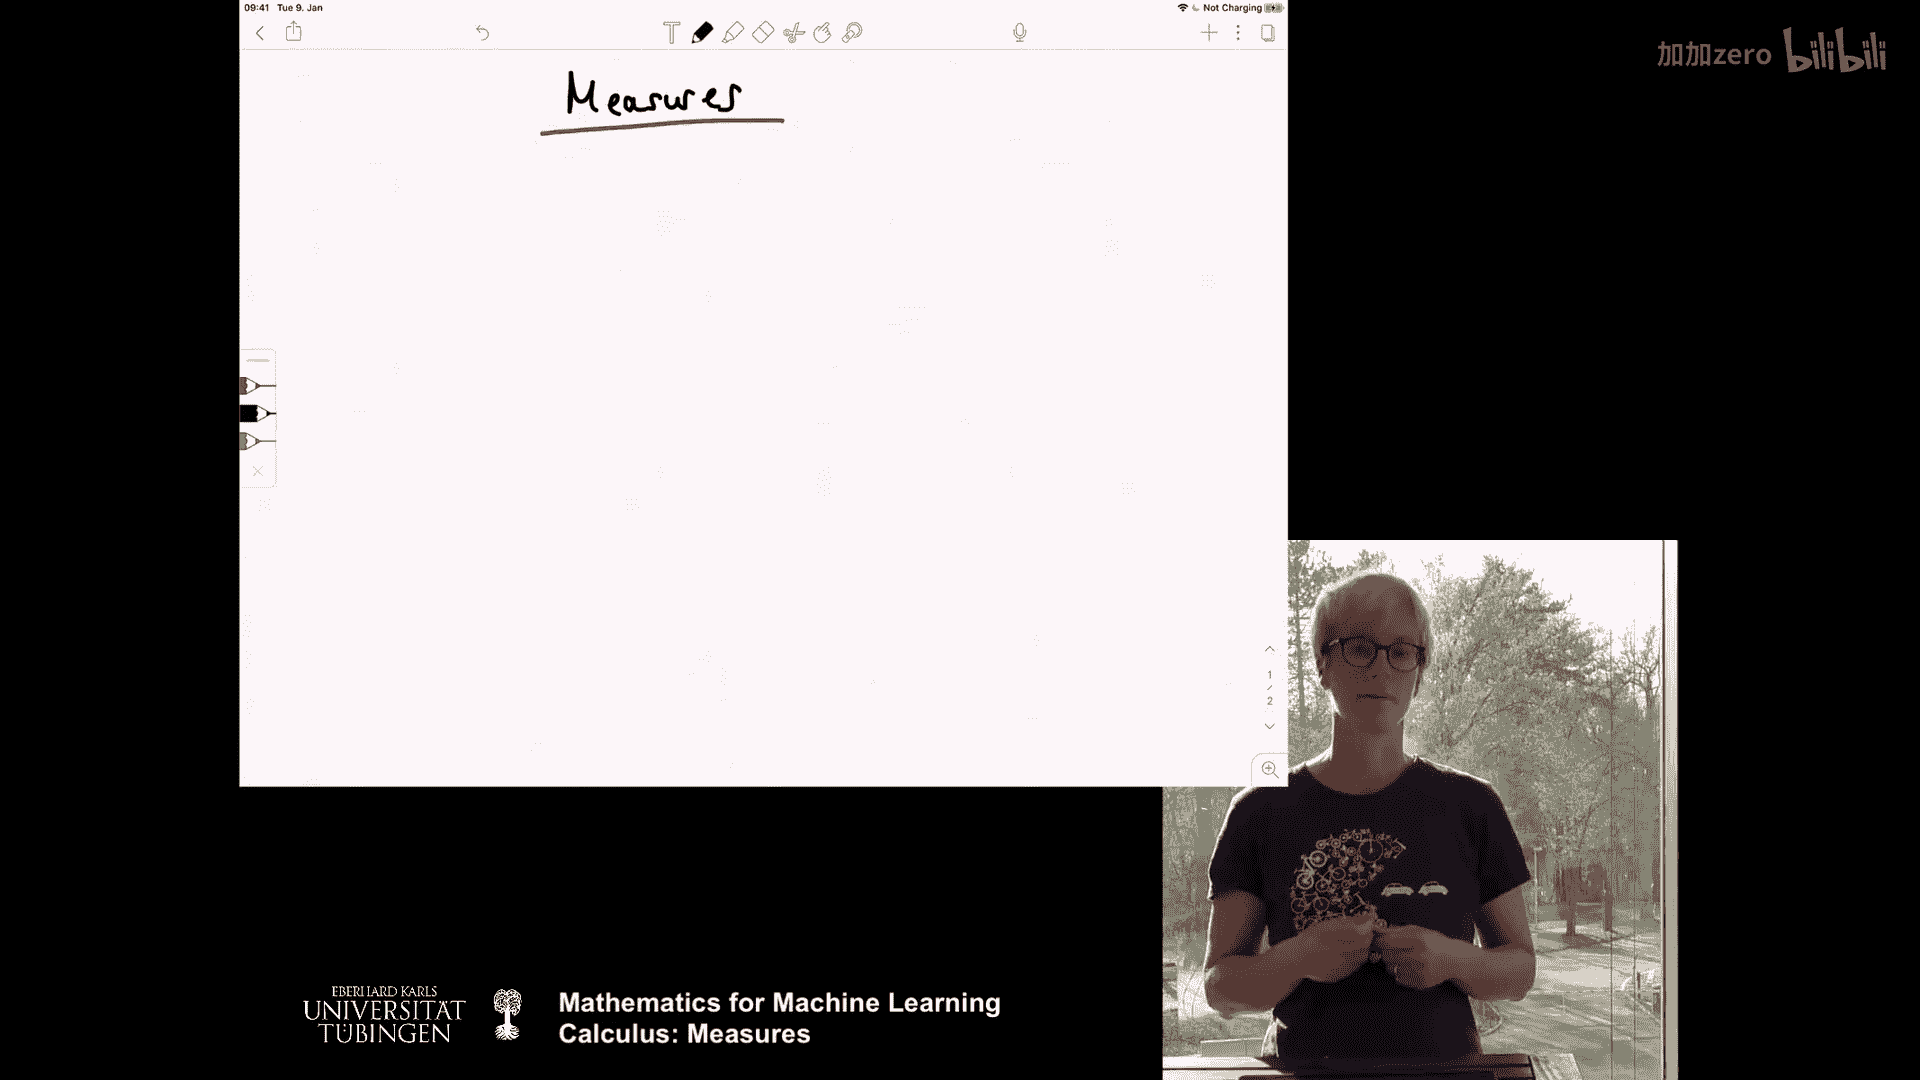 09:41 Tue 9. Jan
Not Charging
加加zero bilibili
T
Measures
1
/
2
EBERHARD KARLS
UNIVERSITÄT
TÜBINGEN
Mathematics for Machine Learning
Calculus: Measures